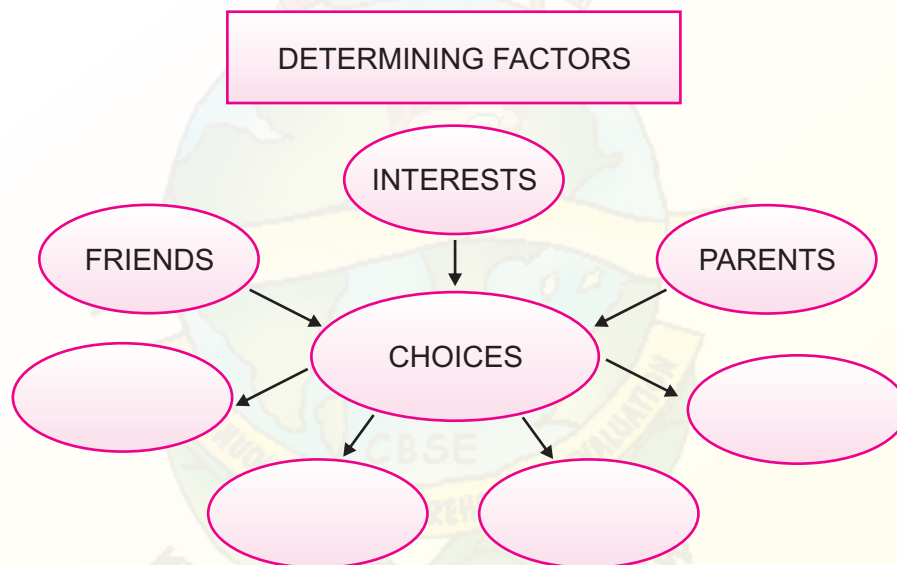 DETERMINING FACTORS
INTERESTS
FRIENDS
PARENTS
CHOICES
CBSE